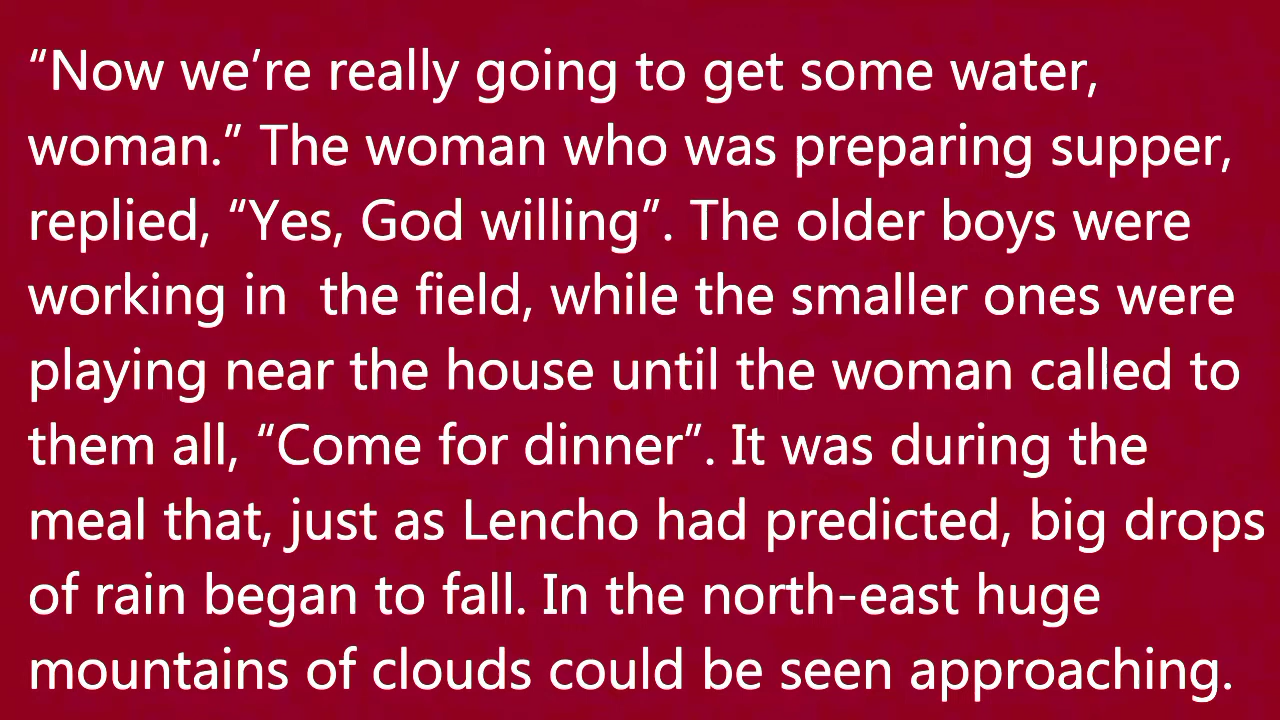 “Now we’re really going to get some water,
woman.” The woman who was preparing supper,
replied, “Yes, God willing”. The older boys were
working in  the field, while the smaller ones were
playing near the house until the woman called to
them all, “Come for dinner”. It was during the
meal that, just as Lencho had predicted, big drops
of rain began to fall. In the north-east huge
mountains of clouds could be seen approaching.